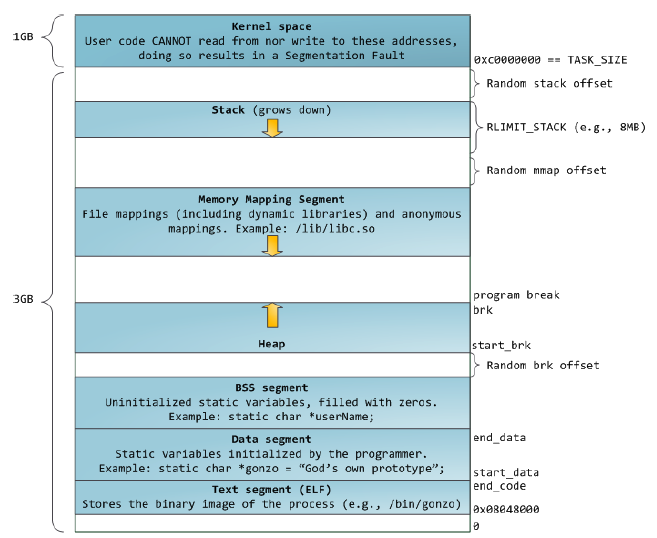 Kernel space
1GB
User code CANNOT read from nor write to these addresses,
doing so results in a Segmentation Fault
0xc0000000 == TASK_SIZE
Random stack offset
Stack (grows down)
RLIMIT_STACK (e.g., 8MB)
Random mmap offset
Memory Mapping Segment
File mappings (including dynamic libraries) and anonymous
mappings. Example: /lib/libc.so
3GB
program break
brk
Heap
start_brk
Random brk offset
BSS segment
Uninitialized static variables, filled with zeros.
Example: static char *userName;
Data segment
end_data
Static variables initialized by the programmer.
Example: static char *gonzo = “God’s own prototype”;
start_data
Text segment (ELF)
end_code
Stores the binary image of the process (e.g., /bin/gonzo)
0x08048000
0